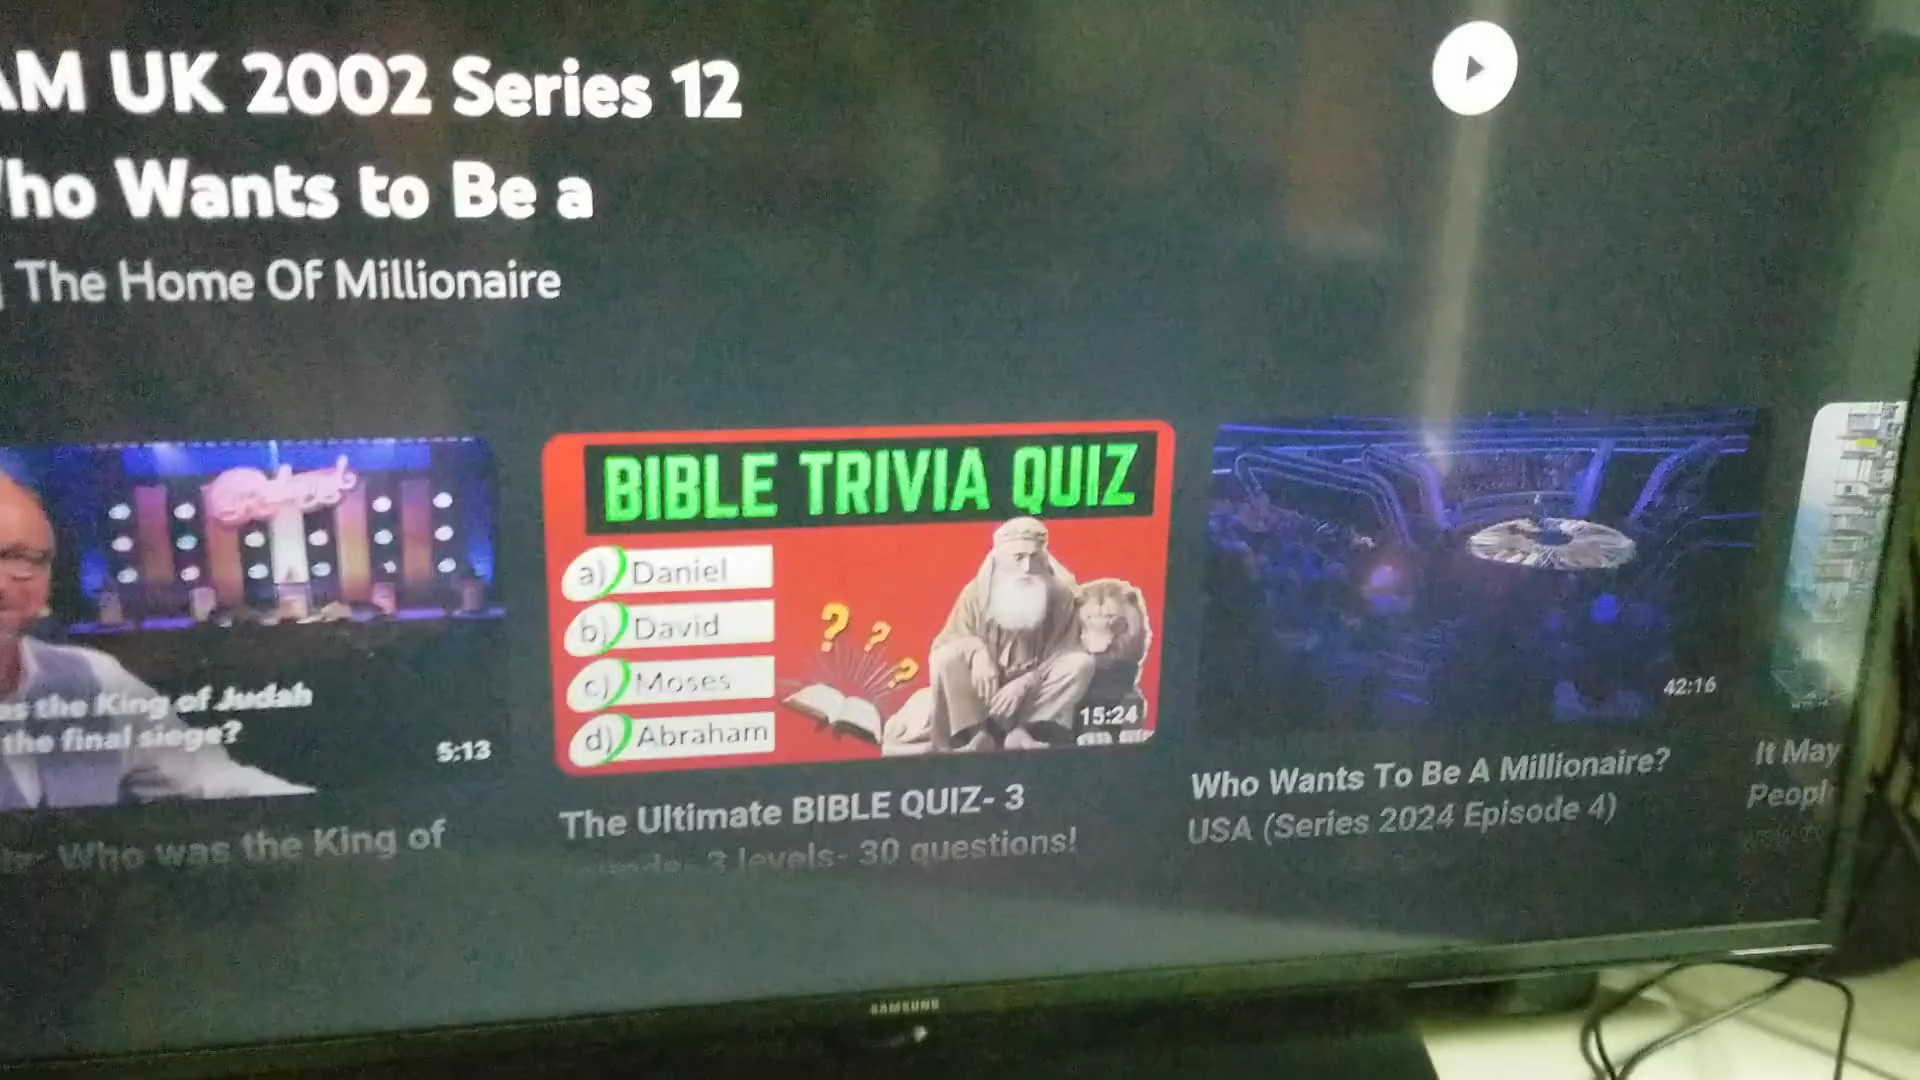 AM UK 2002 Series 12
Who Wants to Be a
The Home Of Millionaire
as the King of Judah
the final siege?
5:13
Who was the King of
BIBLE TRIVIA QUIZ
a) Daniel
b) David
c) Moses
d) Abraham
15:24
The Ultimate BIBLE QUIZ- 3
3 levels- 30 questions!
42:16
Who Wants To Be A Millionaire?
USA (Series 2024 Episode 4)
It May
SAMSUNG